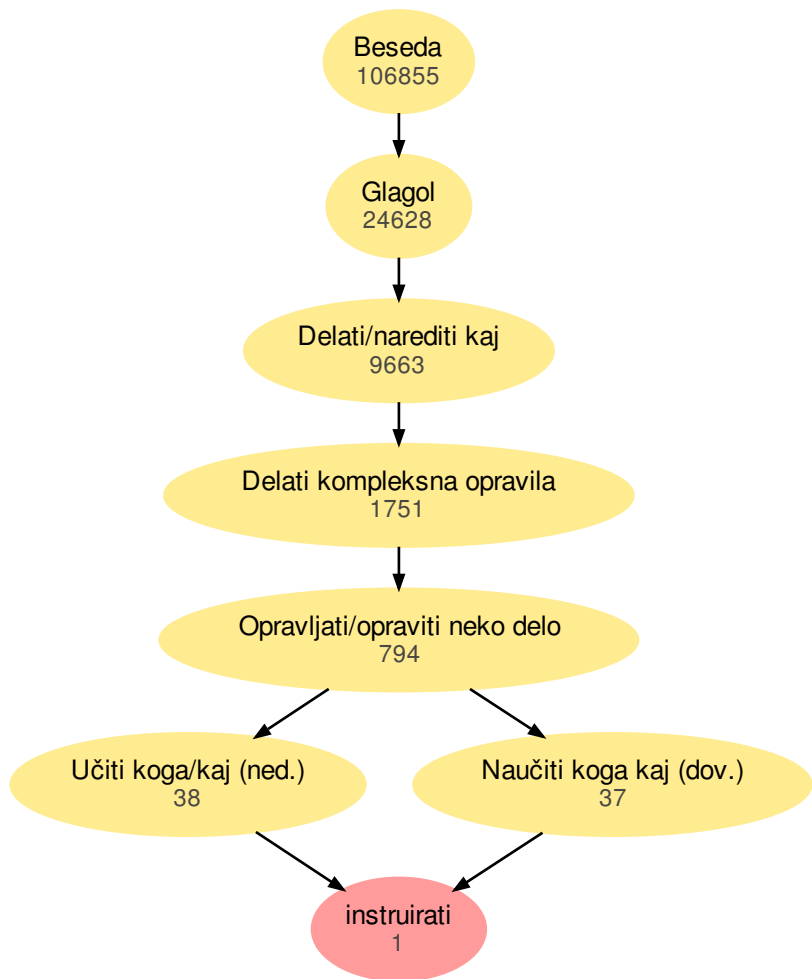 Beseda
106855
Glagol
24628
Delati/narediti kaj
9663
Delati kompleksna opravila
1751
Opravljati/opraviti neko delo
794
Učiti koga/kaj (ned.)
38
Naučiti koga kaj (dov.)
37
instruirati
1